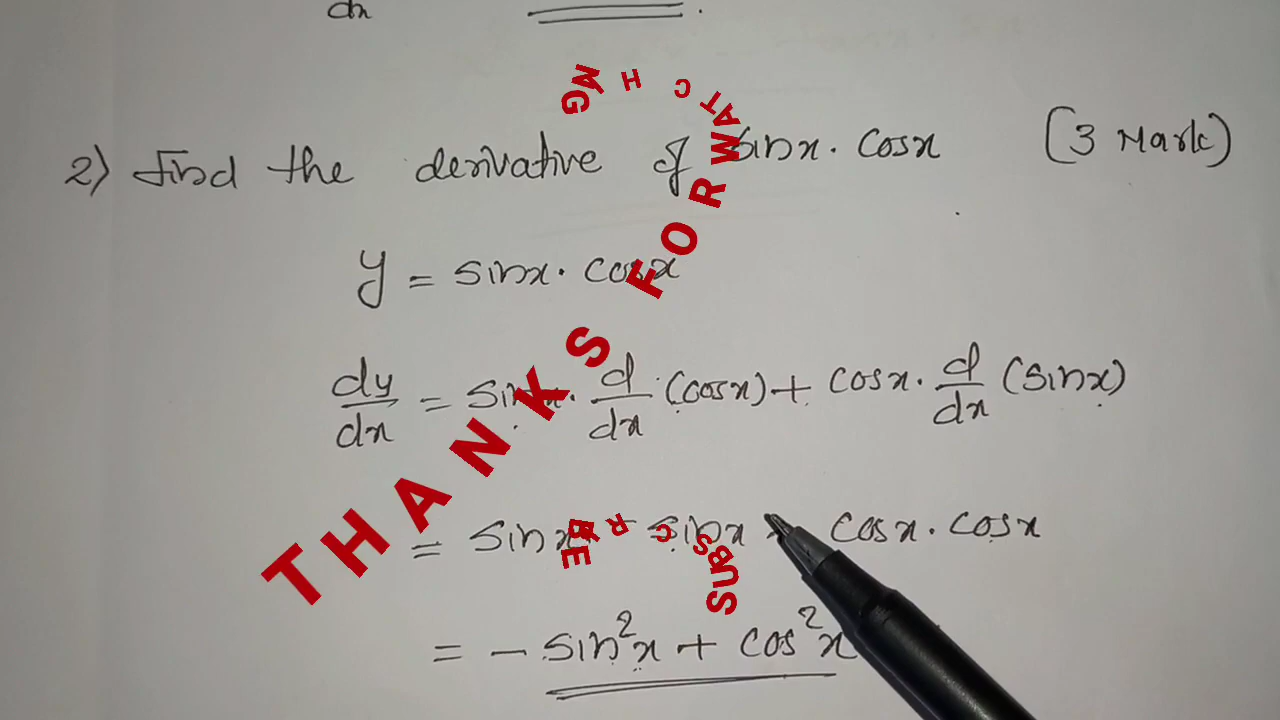 dx
2) Find the derivative of sinx. cosx (3 Mark)
y = sinx. cosx
dy/dx = sinx. d/dx (cosx) + cosx. d/dx (sinx)
= sinx - sinx + cosx. cosx
= - sin²x + cos²x
THANKS FOR WATCHING
SUBSCRIBE